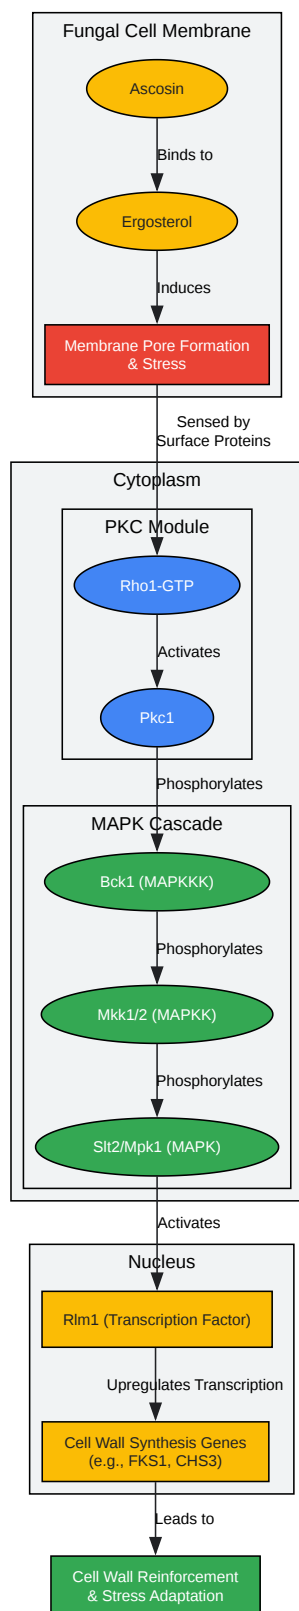 Fungal Cell Membrane
Ascosin
Binds to
Ergosterol
Induces
Membrane Pore Formation
& Stress
Sensed by
Surface Proteins
Cytoplasm
PKC Module
Rho1-GTP
Activates
Pkc1
Phosphorylates
MAPK Cascade
Bck1 (MAPKKK)
Phosphorylates
Mkk1/2 (MAPKK)
Phosphorylates
Slt2/Mpk1 (MAPK)
Activates
Nucleus
Rlm1 (Transcription Factor)
Upregulates Transcription
Cell Wall Synthesis Genes
(e.g., FKS1, CHS3)
Leads to
Cell Wall Reinforcement
& Stress Adaptation